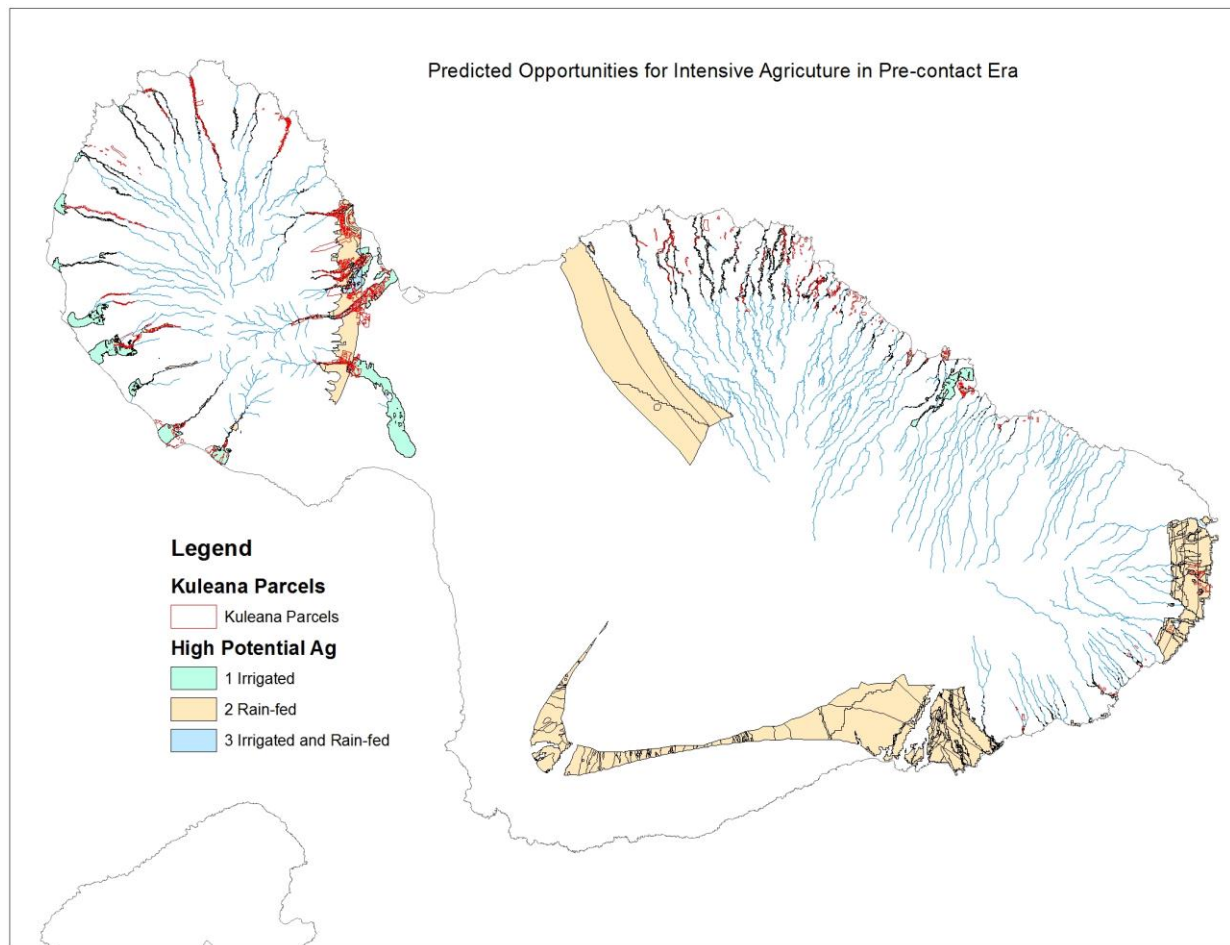 Predicted Opportunities for Intensive Agricuture in Pre-contact Era
Legend
Kuleana Parcels
Kuleana Parcels
High Potential Ag
1 Irrigated
2 Rain-fed
3 Irrigated and Rain-fed